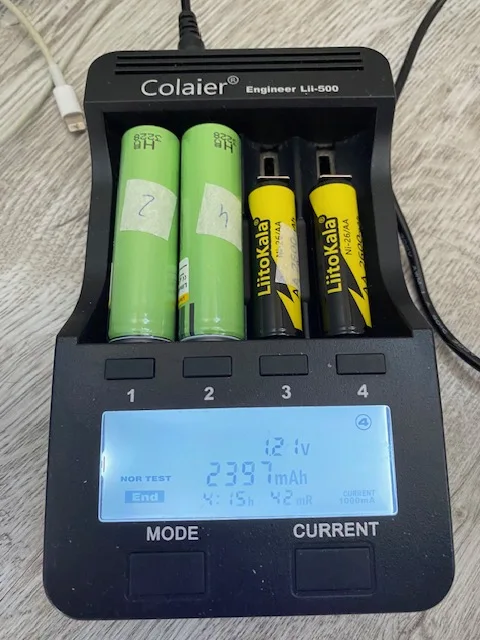 Colaier® Engineer Lii-500
2
4
LiitoKala®
Ni-26/AA
LiitoKala®
Ni-26/AA
1 2 3 4
④
1.21v
2397mAh
NOR TEST
End
4:15h 42mR
CURRENT
1000mA
MODE CURRENT